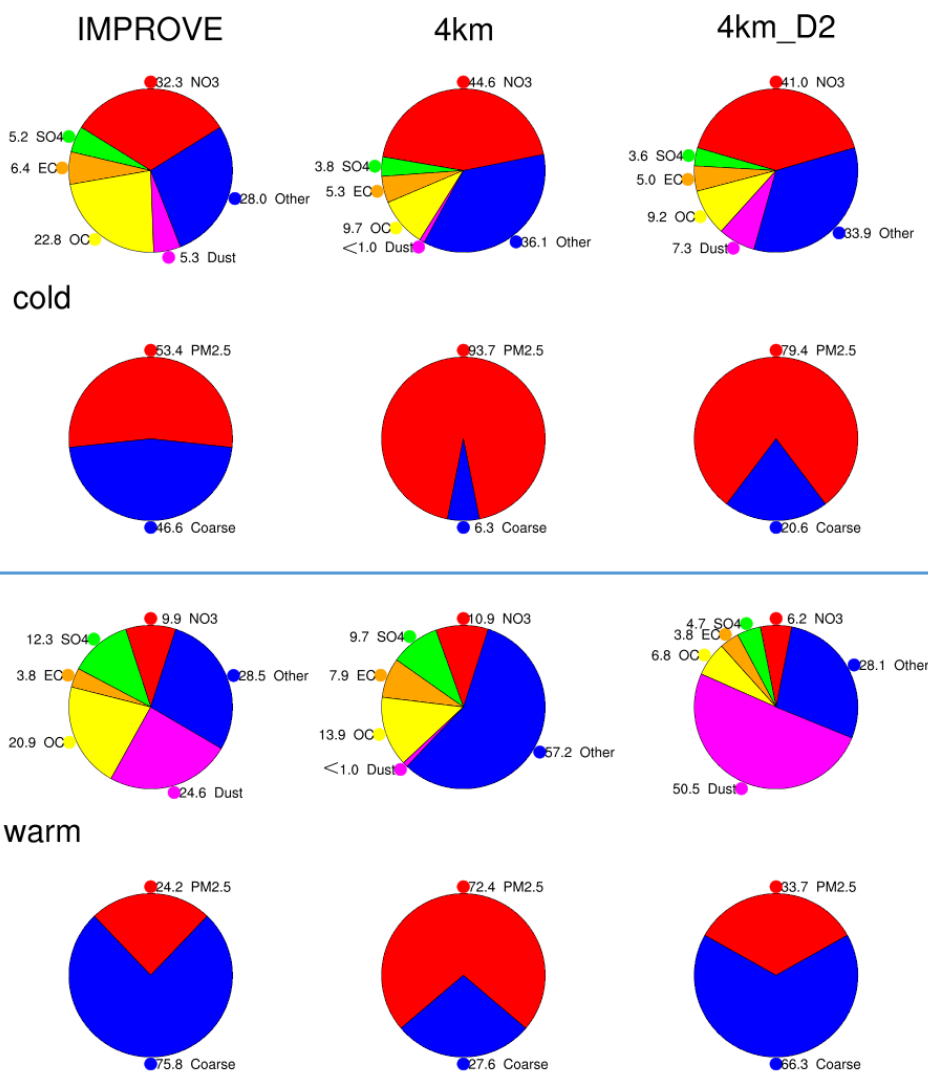 IMPROVE 4km 4km_D2
32.3 NO3
5.2 SO4
6.4 EC
28.0 Other
22.8 OC
5.3 Dust
44.6 NO3
3.8 SO4
5.3 EC
9.7 OC
<1.0 Dust
36.1 Other
41.0 NO3
3.6 SO4
5.0 EC
9.2 OC
7.3 Dust
33.9 Other
cold
53.4 PM2.5
46.6 Coarse
93.7 PM2.5
6.3 Coarse
79.4 PM2.5
20.6 Coarse
9.9 NO3
12.3 SO4
3.8 EC
28.5 Other
20.9 OC
24.6 Dust
10.9 NO3
9.7 SO4
7.9 EC
13.9 OC
<1.0 Dust
57.2 Other
6.2 NO3
4.7 SO4
3.8 EC
6.8 OC
28.1 Other
50.5 Dust
warm
24.2 PM2.5
75.8 Coarse
72.4 PM2.5
27.6 Coarse
33.7 PM2.5
66.3 Coarse